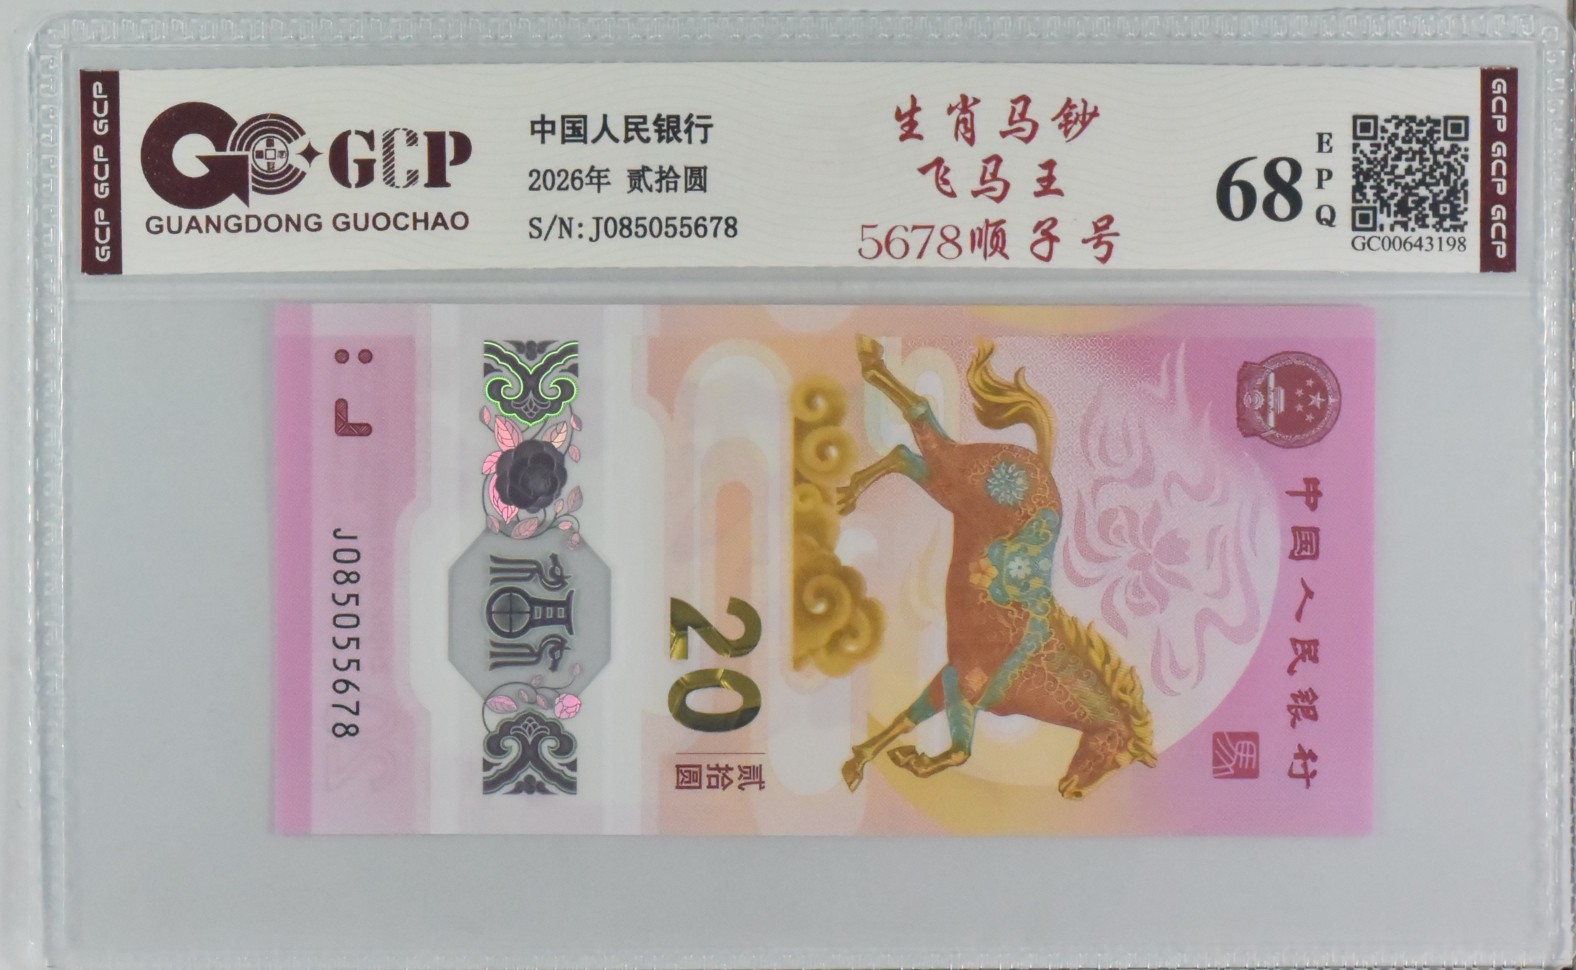 GCP GCP GCP
GCP
GUANGDONG GUOCHAO
中国人民银行
2026年 贰拾圆
S/N:J085055678
生肖马钞
飞马王
5678顺子号
68
EPQ
GC00643198
GCP GCP GCP
J
J085055678
20
贰拾圆
中国人民银行